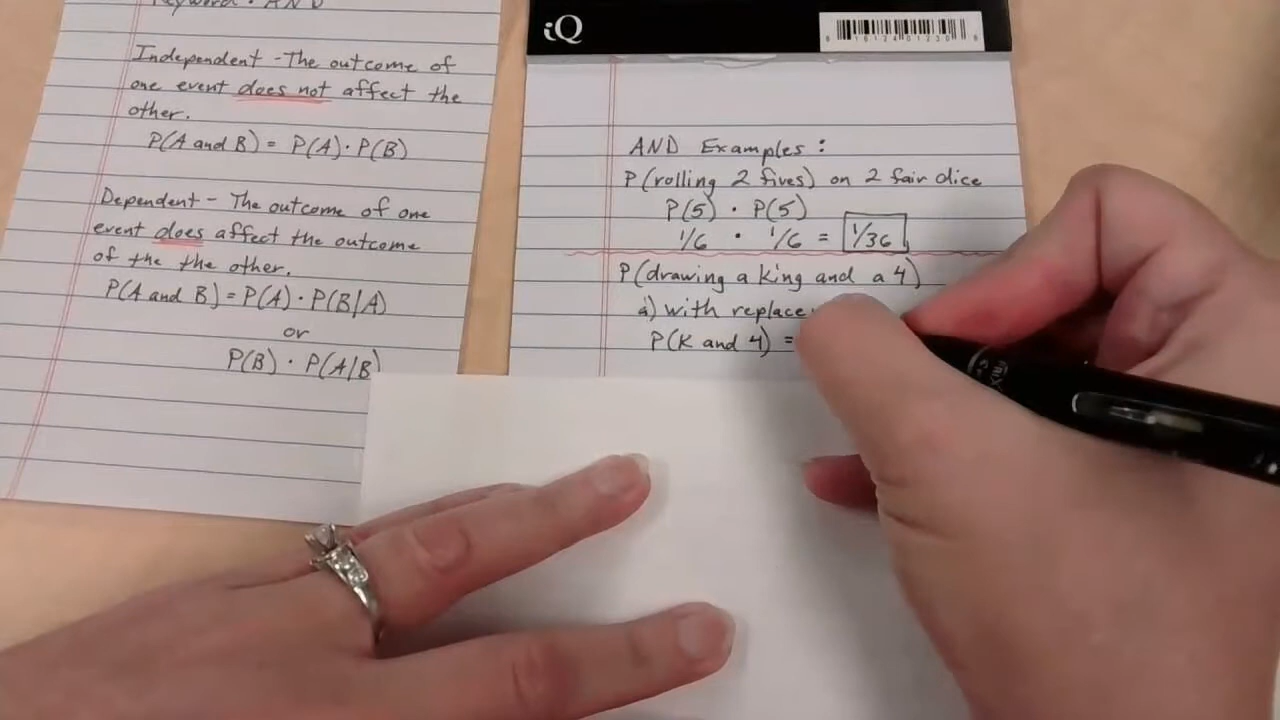 Keyword: AND
Independent - The outcome of
one event does not affect the
other.
P(A and B) = P(A) · P(B)
Dependent - The outcome of one
event does affect the outcome
of the the other.
P(A and B) = P(A) · P(B/A)
or
P(B) · P(A/B)
iQ
AND Examples:
P(rolling 2 fives) on 2 fair dice
P(5) · P(5)
1/6 · 1/6 = 1/36
P(drawing a king and a 4)
a) with
P(K and 4) =